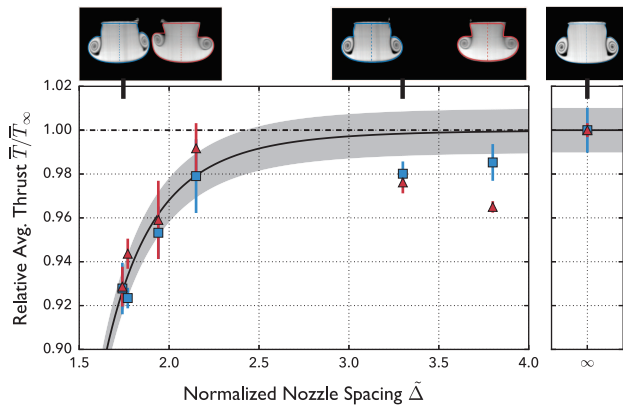 1.02
1.00
0.98
0.96
0.94
0.92
0.90
Relative Avg. Thrust T̅/T̅∞
1.5 2.0 2.5 3.0 3.5 4.0 ∞
Normalized Nozzle Spacing Δ̃